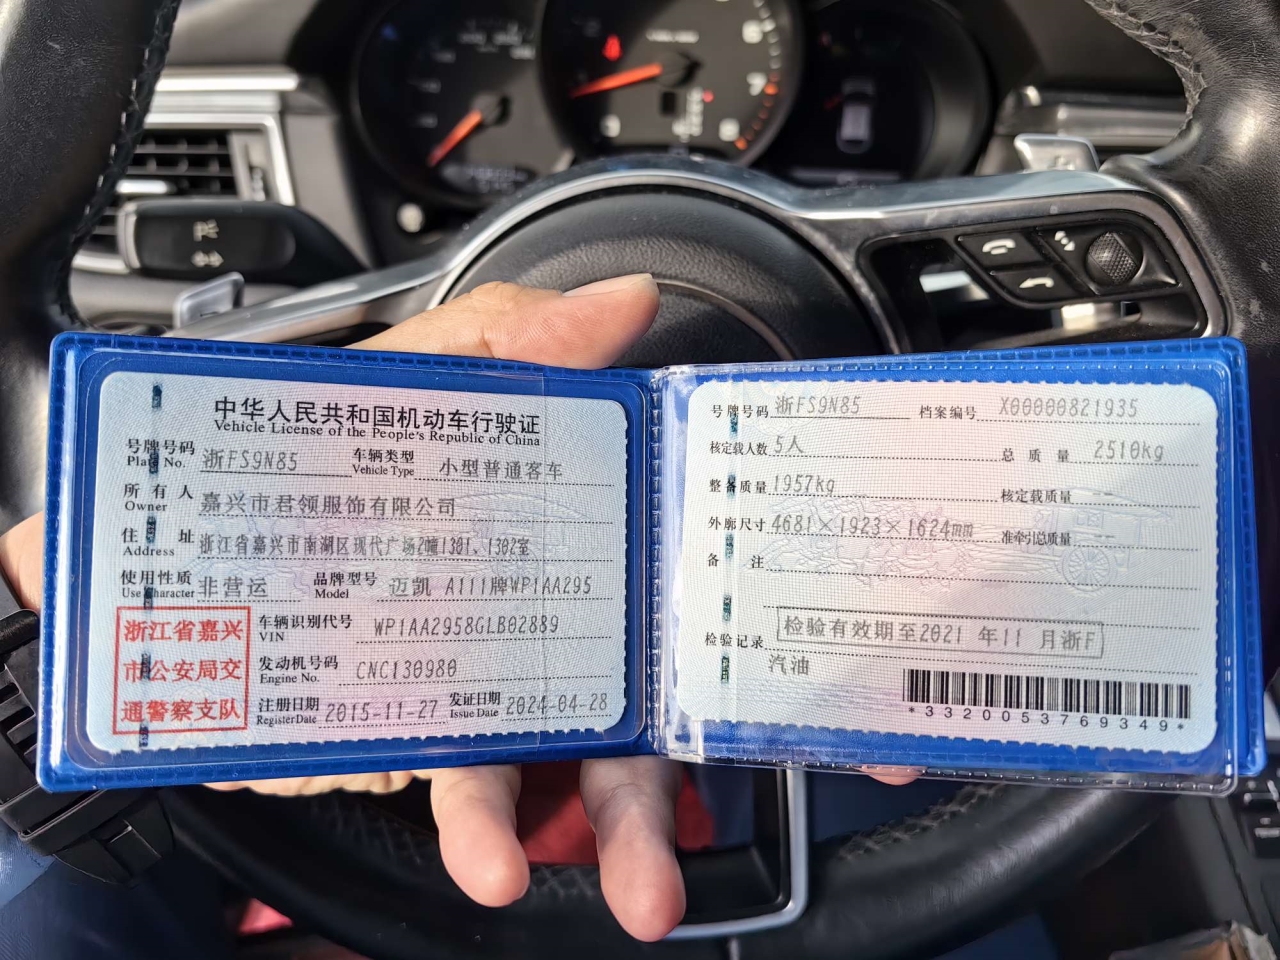 中华人民共和国机动车行驶证
Vehicle License of the People's Republic of China
号牌号码 浙FS9N85 车辆类型 小型普通客车
Plate No. Vehicle Type
所有人 嘉兴市君领服饰有限公司
Owner
住址 浙江省嘉兴市南湖区现代广场2幢1301、1302室
Address
使用性质 非营运 品牌型号 迈凯 A111牌WP1AA295
Use Character Model
浙江省嘉兴
市公安局交
通警察支队
车辆识别代号 WP1AA2958GLB02889
VIN
发动机号码 CNC130980
Engine No.
注册日期 2015-11-27 发证日期 2024-04-28
Register Date Issue Date
号牌号码 浙FS9N85 档案编号 X00000821935
核定载人数 5人 总质量 2510kg
整备质量 1957kg 核定载质量
外廓尺寸 4681×1923×1624mm 准牵引总质量
备注
检验记录 检验有效期至2021 年11 月浙F
汽油
*3320053769349*
6
7
8